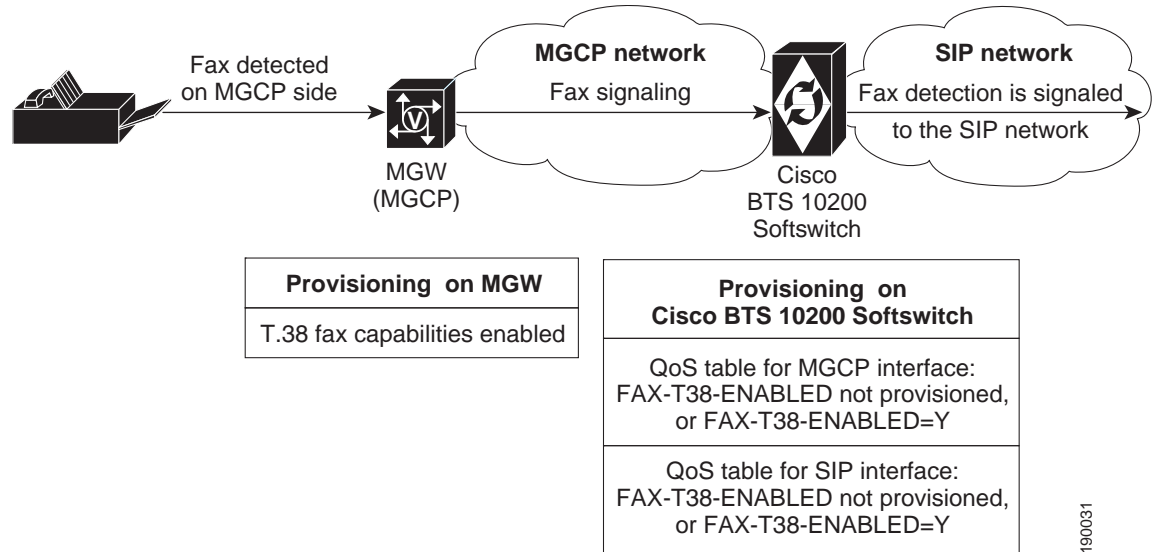 Fax detected
on MGCP side
V
MGW
(MGCP)
MGCP network
Fax signaling
Cisco
BTS 10200
Softswitch
SIP network
Fax detection is signaled
to the SIP network
Provisioning on MGW
T.38 fax capabilities enabled
Provisioning on
Cisco BTS 10200 Softswitch
QoS table for MGCP interface:
FAX-T38-ENABLED not provisioned,
or FAX-T38-ENABLED=Y
QoS table for SIP interface:
FAX-T38-ENABLED not provisioned,
or FAX-T38-ENABLED=Y
190031